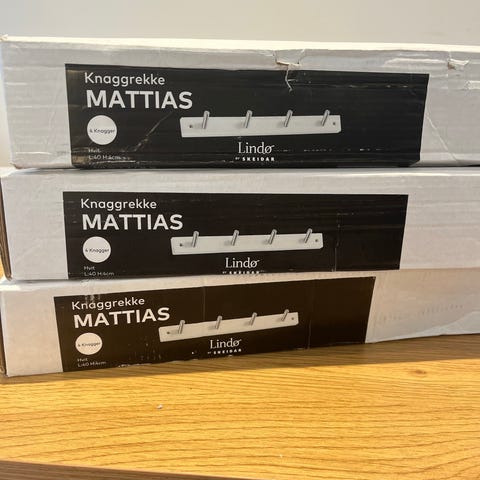 Knaggrekke
MATTIAS
4 Knagger
Hvit
L:40 H:4cm
Lindø
BY SKEIDAR
Knaggrekke
MATTIAS
4 Knagger
Hvit
L:40 H:4cm
Lindø
BY SKEIDAR
Knaggrekke
MATTIAS
4 Knagger
Hvit
L:40 H:4cm
Lindø
BY SKEIDAR